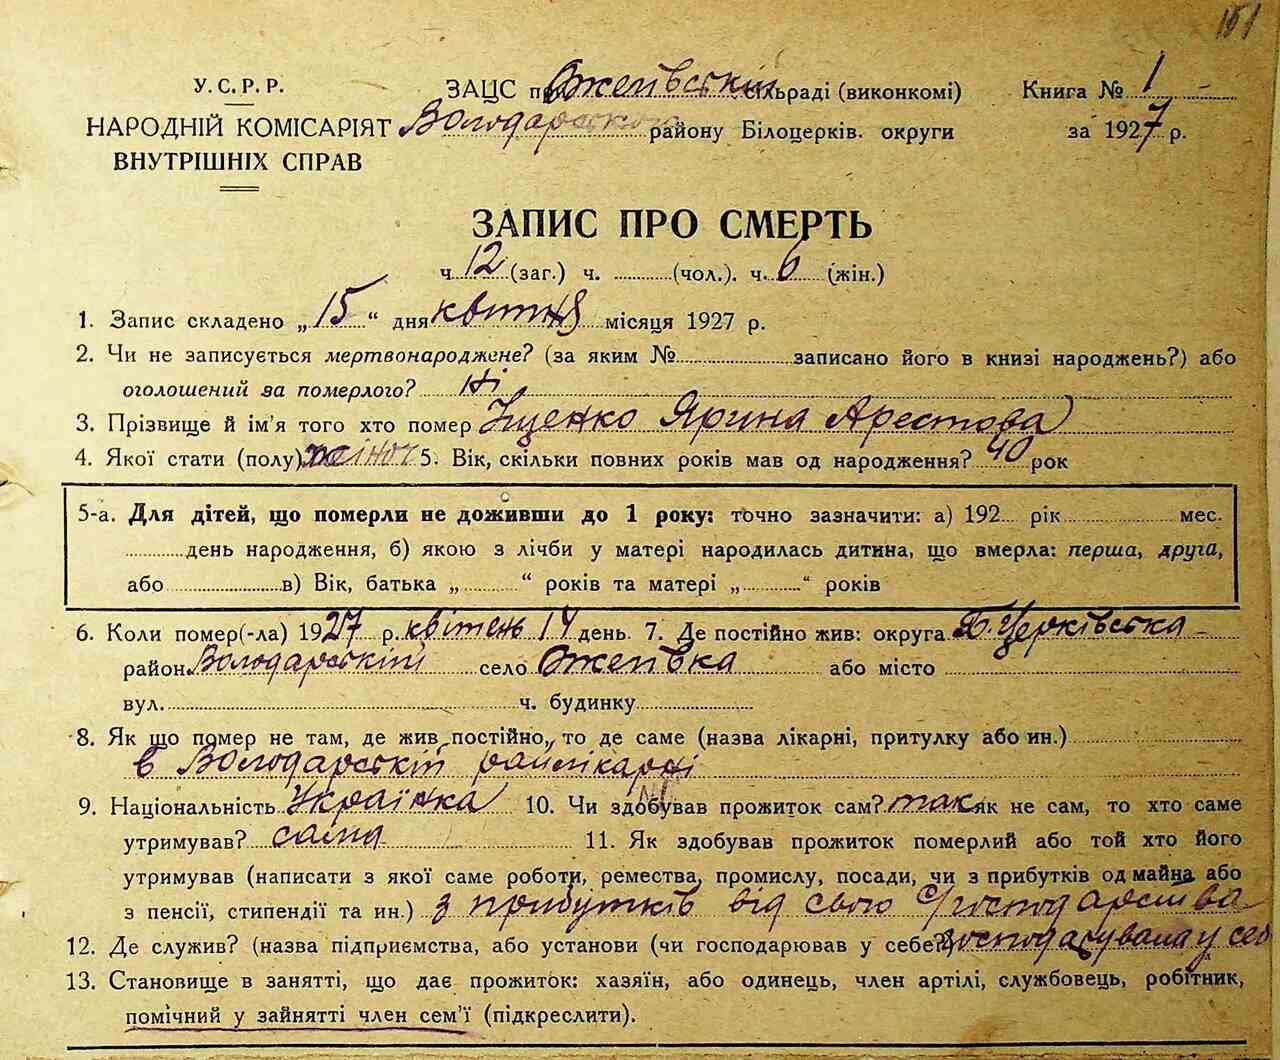 151
У.С.Р.Р.
НАРОДНІЙ КОМІСАРІЯТ
ВНУТРІШНІХ СПРАВ
ЗАЦС при Ожегівській сільраді (виконкомі)
Володарського району Білоцерків. округи
Книга № 1
за 1927 р.
ЗАПИС ПРО СМЕРТЬ
ч. 12 (заг.) ч. (чол.). ч. 6 (жін.)
1. Запис складено „15“ дня квітня місяця 1927 р.
2. Чи не записується мертвонароджене? (за яким № записано його в книзі народжень?) або
оголошений за померлого? Ні
3. Прізвище й ім'я того хто помер Іщенко Ярина Арестова
4. Якої стати (полу) жіноч 5. Вік, скільки повних років мав од народження? 40 рок
5-а. Для дітей, що померли не доживши до 1 року: точно зазначити: а) 192 рік мес.
день народження, б) якою з лічби у матері народилась дитина, що вмерла: перша, друга,
або в) Вік, батька „ “ років та матері „ “ років
6. Коли помер(-ла) 1927 р. квітень 14 день. 7. Де постійно жив: округа Б.Церківська
район Володарський село Ожегівка або місто
вул. ч. будинку
8. Як що помер не там, де жив постійно, то де саме (назва лікарні, притулку або ин.)
в Володарській райлікарні
9. Національність Українка 10. Чи здобував прожиток сам? так як не сам, то хто саме
утримував? сама 11. Як здобував прожиток померлий або той хто його
утримував (написати з якої саме роботи, ремества, промислу, посади, чи з прибутків од майна або
з пенсії, стипендії та ин.) з прибутків від свого господарства
12. Де служив? (назва підприємства, або установи (чи господарював у себе?) господарувала у себ
13. Становище в занятті, що дає прожиток: хазяїн, або одинець, член артілі, службовець, робітник,
помічний у зайнятті член сем'ї (підкреслити).